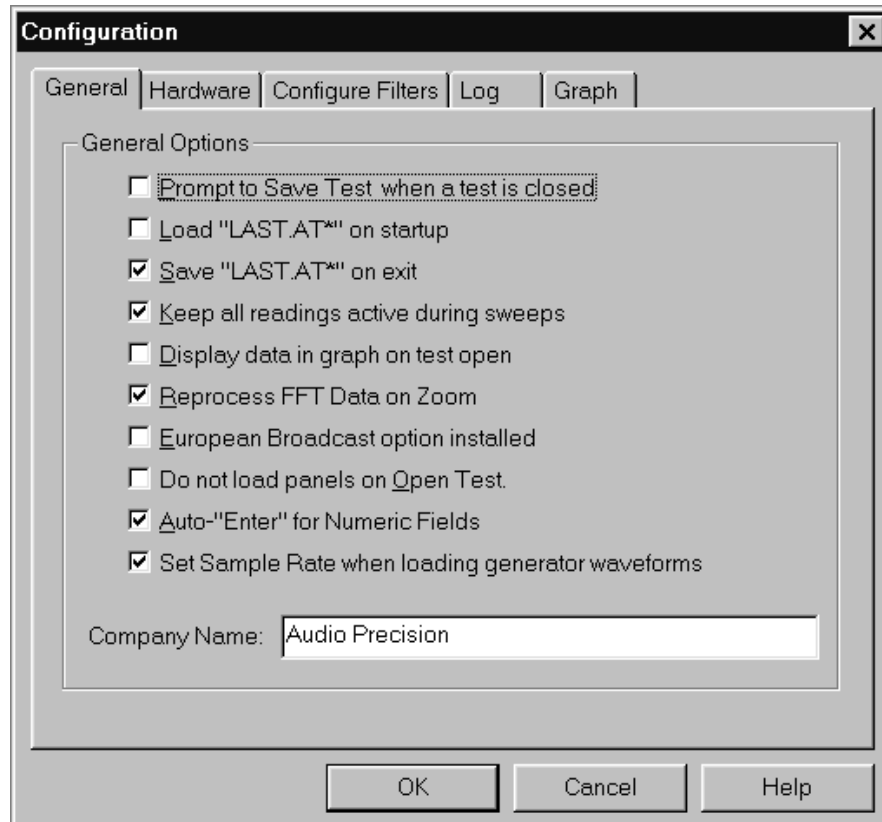 Configuration
General Hardware Configure Filters Log Graph
General Options
Prompt to Save Test when a test is closed
Load "LAST.AT*" on startup
Save "LAST.AT*" on exit
Keep all readings active during sweeps
Display data in graph on test open
Reprocess FFT Data on Zoom
European Broadcast option installed
Do not load panels on Open Test.
Auto-"Enter" for Numeric Fields
Set Sample Rate when loading generator waveforms
Company Name: Audio Precision
OK Cancel Help